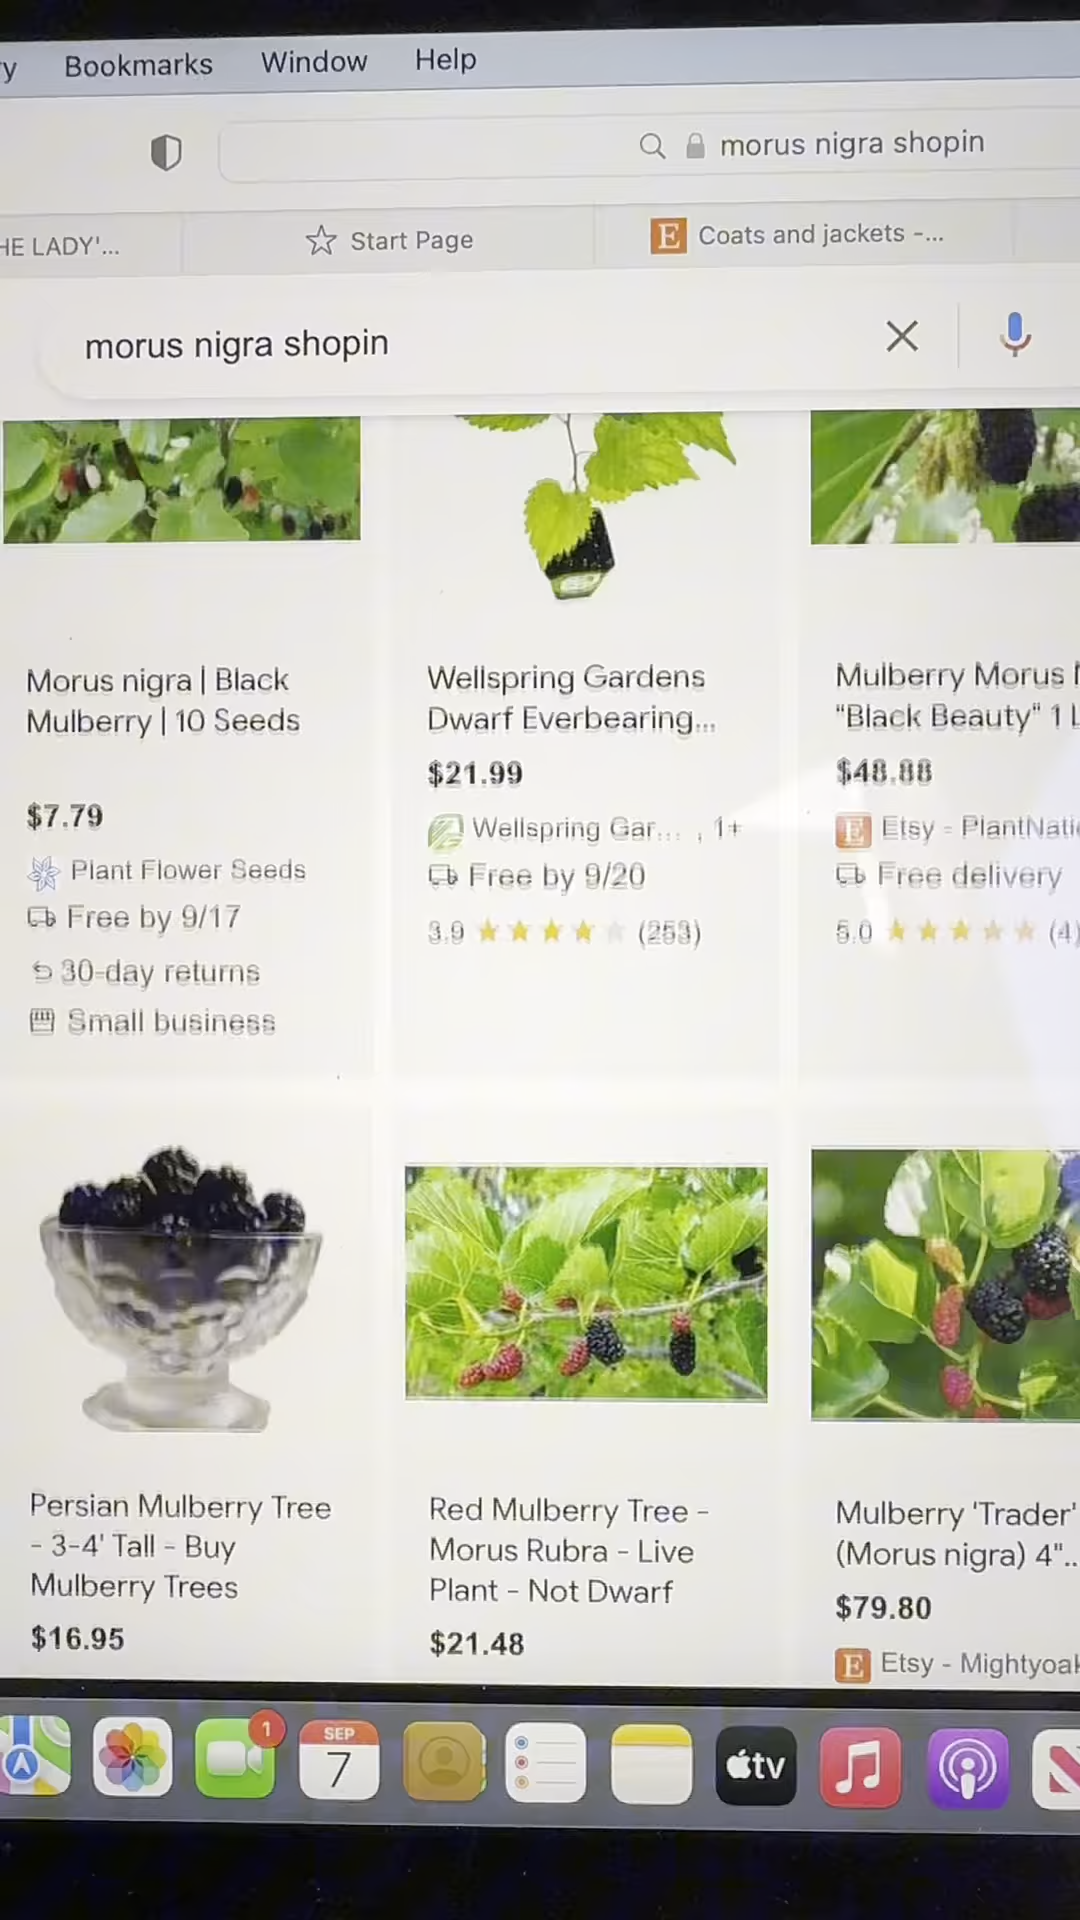 y Bookmarks Window Help
morus nigra shopin
HE LADY'... Start Page Coats and jackets -...
morus nigra shopin
Morus nigra | Black
Mulberry | 10 Seeds
$7.79
Plant Flower Seeds
Free by 9/17
30-day returns
Small business
Wellspring Gardens
Dwarf Everbearing...
$21.99
Wellspring Gar... , 1+
Free by 9/20
3.9 (253)
Mulberry Morus
"Black Beauty" 1
$48.88
Etsy - PlantNati
Free delivery
5.0 (4)
Persian Mulberry Tree
- 3-4' Tall - Buy
Mulberry Trees
$16.95
Red Mulberry Tree -
Morus Rubra - Live
Plant - Not Dwarf
$21.48
Mulberry 'Trader'
(Morus nigra) 4"..
$79.80
Etsy - Mightyoak
1
SEP
7
tv